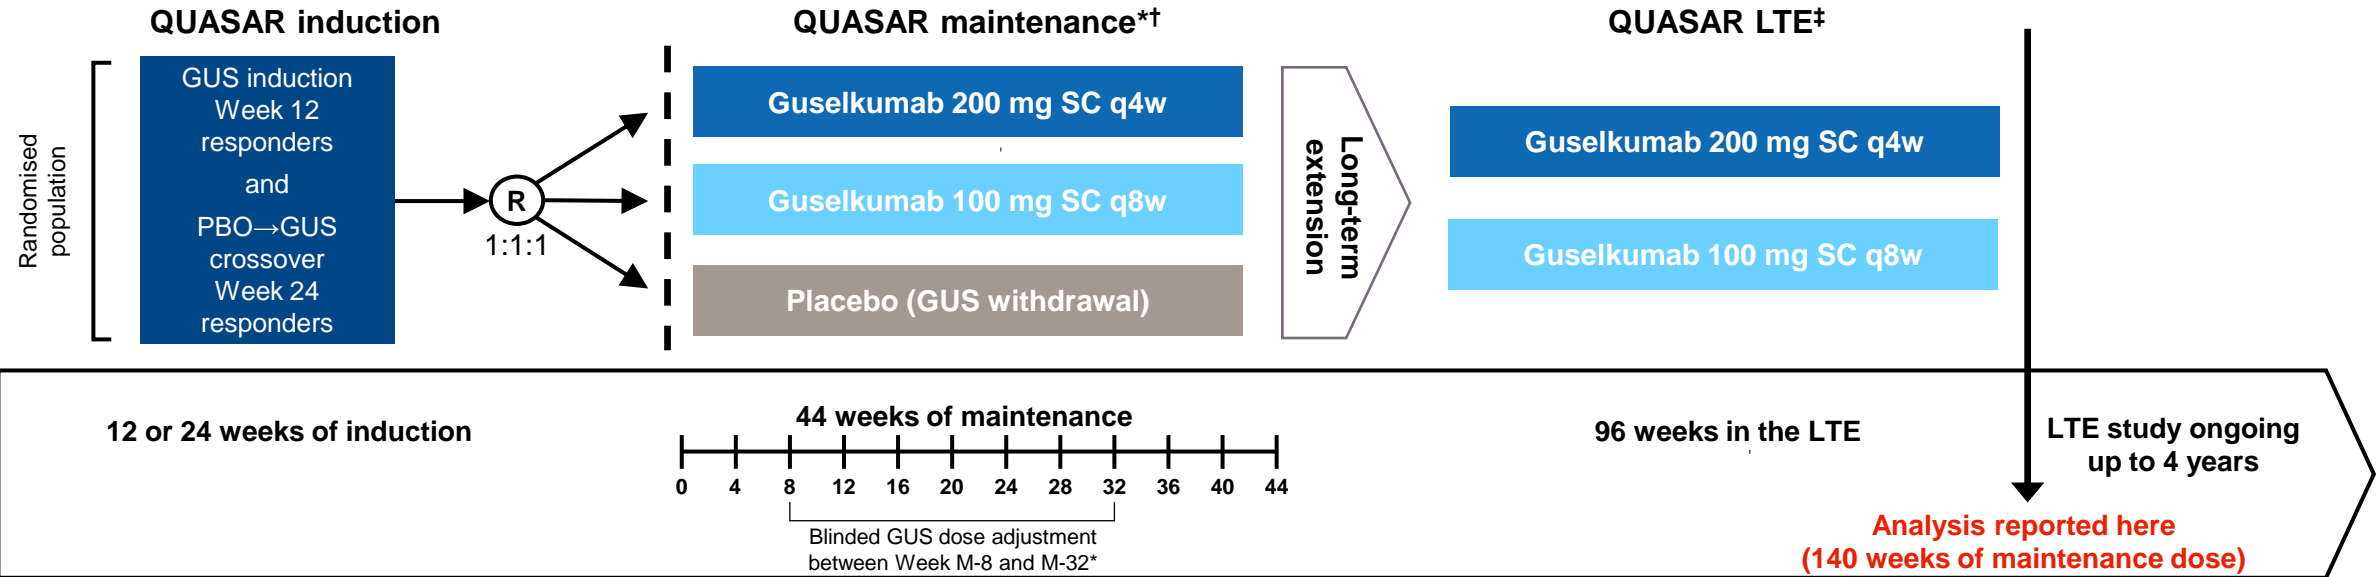 QUASAR induction
QUASAR maintenance*†
QUASAR LTE‡
Randomised
population
GUS induction
Week 12
responders
and
PBO→GUS
crossover
Week 24
responders
R
1:1:1
Guselkumab 200 mg SC q4w
Guselkumab 100 mg SC q8w
Placebo (GUS withdrawal)
Long-term
extension
Guselkumab 200 mg SC q4w
Guselkumab 100 mg SC q8w
12 or 24 weeks of induction
44 weeks of maintenance
0 4 8 12 16 20 24 28 32 36 40 44
Blinded GUS dose adjustment
between Week M-8 and M-32*
96 weeks in the LTE
LTE study ongoing
up to 4 years
Analysis reported here
(140 weeks of maintenance dose)